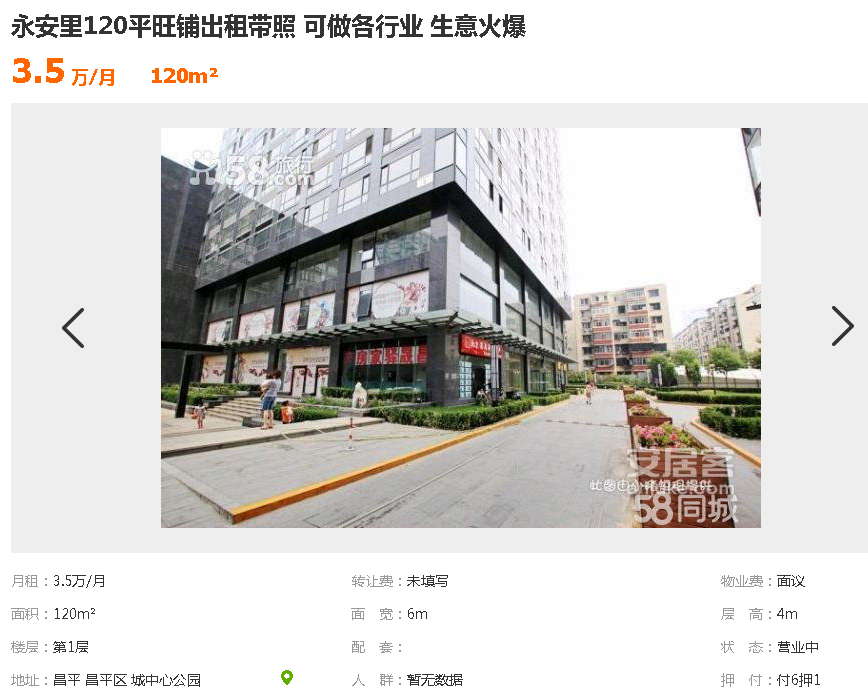 永安里120平旺铺出租带照 可做各行业 生意火爆
3.5 万/月 120m²
58旅行
.com
安居客
58同城
月租：3.5万/月 转让费：未填写 物业费：面议
面积：120m² 面 宽：6m 层 高：4m
楼层：第1层 配 套： 状 态：营业中
地址：昌平 昌平区 城中心公园 人 群：暂无数据 押 付：付6押1